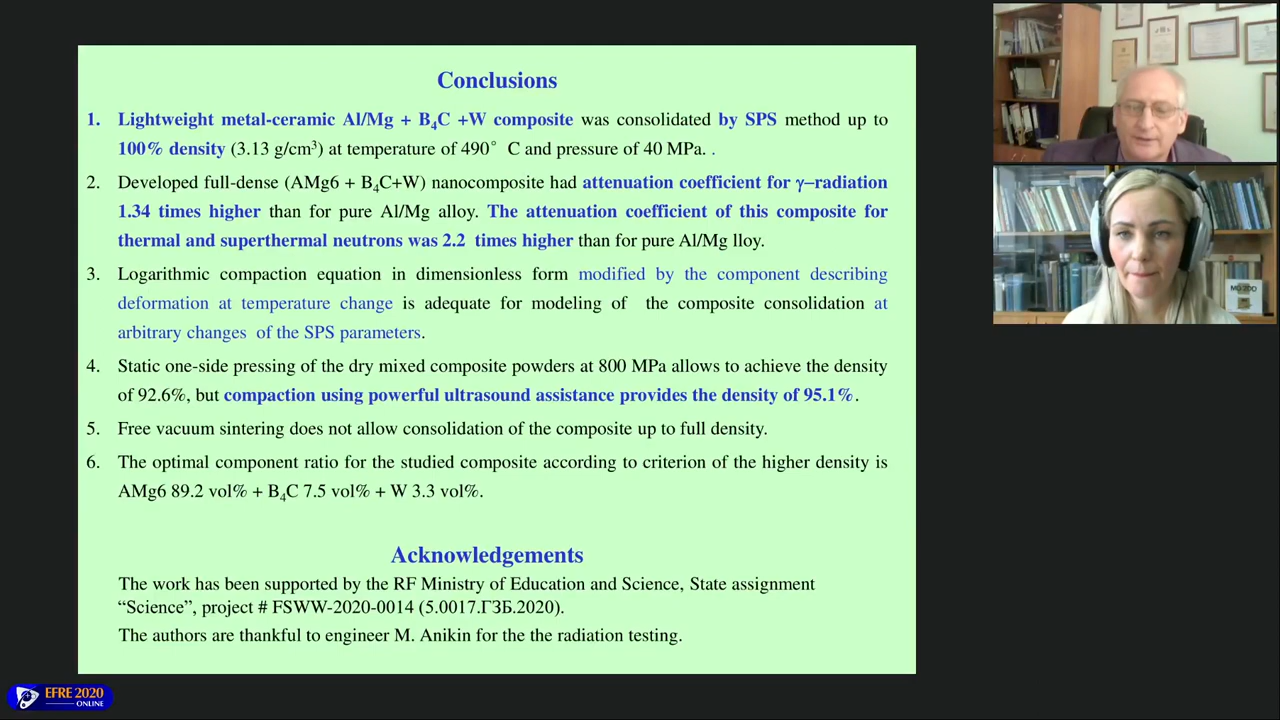 Conclusions
1. Lightweight metal-ceramic Al/Mg + B₄C +W composite was consolidated by SPS method up to
100% density (3.13 g/cm³) at temperature of 490° C and pressure of 40 MPa. .
2. Developed full-dense (AMg6 + B₄C+W) nanocomposite had attenuation coefficient for γ–radiation
1.34 times higher than for pure Al/Mg alloy. The attenuation coefficient of this composite for
thermal and superthermal neutrons was 2.2 times higher than for pure Al/Mg lloy.
3. Logarithmic compaction equation in dimensionless form modified by the component describing
deformation at temperature change is adequate for modeling of the composite consolidation at
arbitrary changes of the SPS parameters.
4. Static one-side pressing of the dry mixed composite powders at 800 MPa allows to achieve the density
of 92.6%, but compaction using powerful ultrasound assistance provides the density of 95.1%.
5. Free vacuum sintering does not allow consolidation of the composite up to full density.
6. The optimal component ratio for the studied composite according to criterion of the higher density is
AMg6 89.2 vol% + B₄C 7.5 vol% + W 3.3 vol%.
Acknowledgements
The work has been supported by the RF Ministry of Education and Science, State assignment
“Science”, project # FSWW-2020-0014 (5.0017.ГЗБ.2020).
The authors are thankful to engineer M. Anikin for the the radiation testing.
EFRE 2020
ONLINE